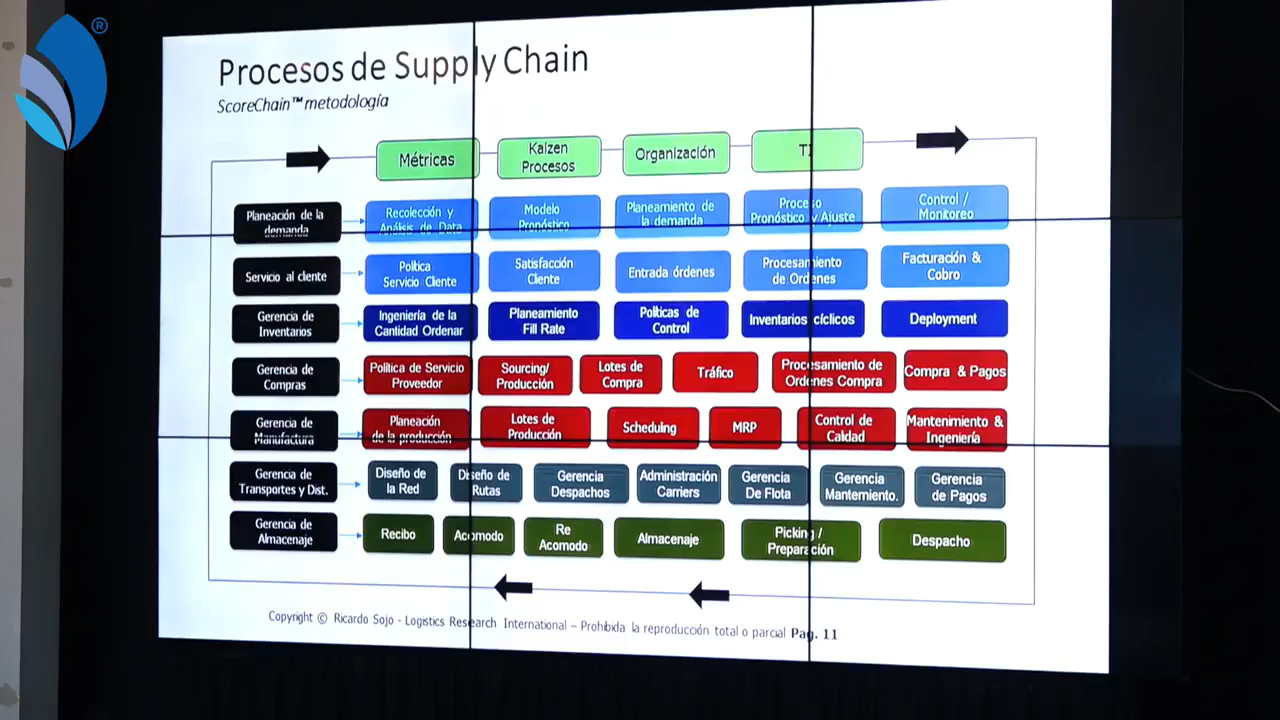 ®
Procesos de Supply Chain
ScoreChain™ metodología
Métricas
Kaizen
Procesos
Organización
TI
Planeación de la
demanda
Recolección y
Análisis de Data
Modelo
Pronóstico
Planeamiento de
la demanda
Proceso
Pronóstico y Ajuste
Control /
Monitoreo
Servicio al cliente
Política
Servicio Cliente
Satisfacción
Cliente
Entrada órdenes
Procesamiento
de Ordenes
Facturación &
Cobro
Gerencia de
Inventarios
Ingeniería de la
Cantidad Ordenar
Planeamiento
Fill Rate
Políticas de
Control
Inventarios cíclicos
Deployment
Gerencia de
Compras
Política de Servicio
Proveedor
Sourcing/
Producción
Lotes de
Compra
Tráfico
Procesamiento de
Ordenes Compra
Compra & Pagos
Gerencia de
Manufactura
Planeación
de la producción
Lotes de
Producción
Scheduling
MRP
Control de
Calidad
Mantenimiento &
Ingeniería
Gerencia de
Transportes y Dist.
Diseño de
la Red
Diseño de
Rutas
Gerencia
Despachos
Administración
Carriers
Gerencia
De Flota
Gerencia
Mantemiento.
Gerencia
de Pagos
Gerencia de
Almacenaje
Recibo
Acomodo
Re
Acomodo
Almacenaje
Picking /
Preparación
Despacho
Copyright © Ricardo Sojo - Logistics Research International – Prohibida la reproducción total o parcial Pag. 11